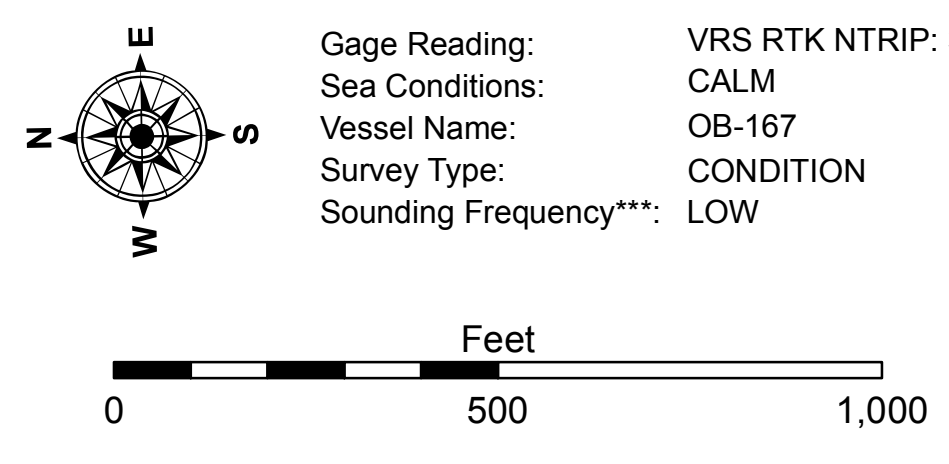 E
N
S
W
Gage Reading: VRS RTK NTRIP:
Sea Conditions: CALM
Vessel Name: OB-167
Survey Type: CONDITION
Sounding Frequency***: LOW
Feet
0 500 1,000